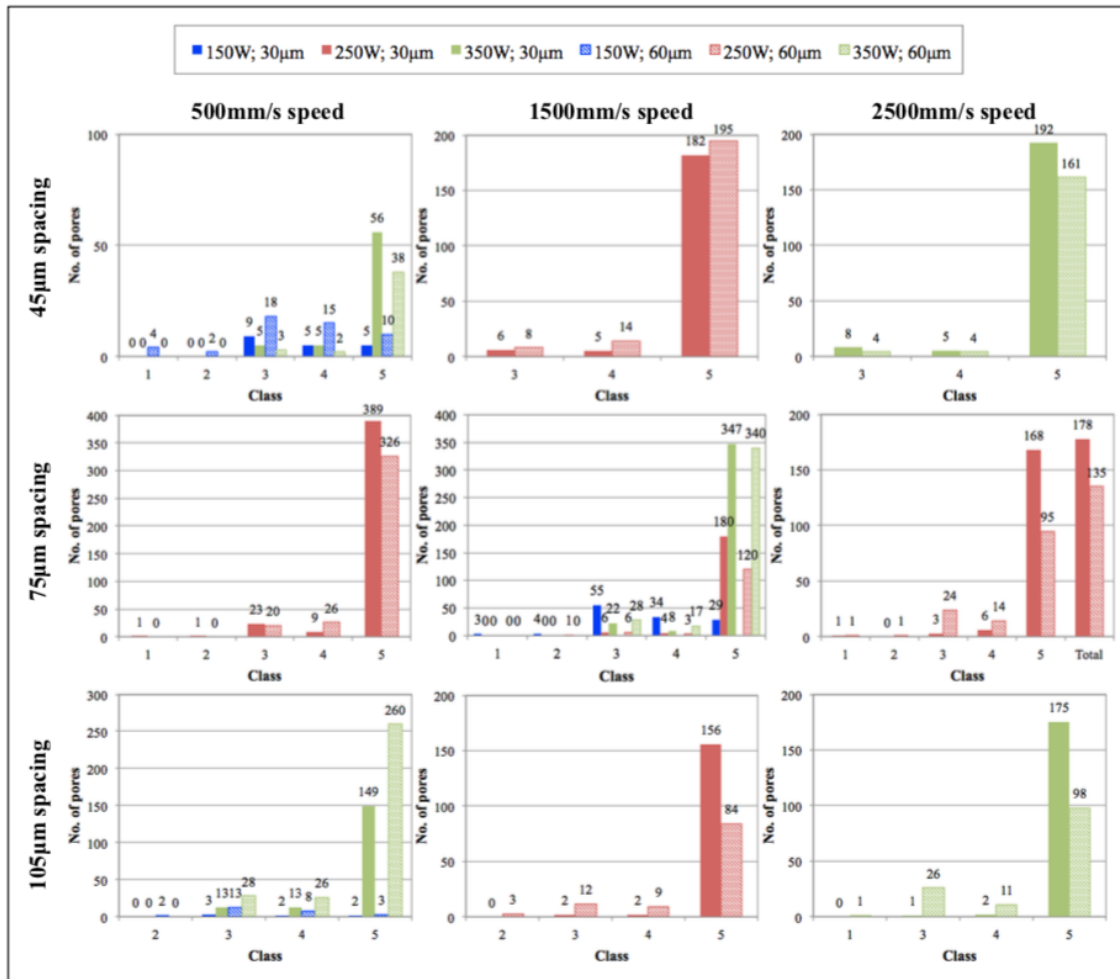 150W; 30µm 250W; 30µm 350W; 30µm 150W; 60µm 250W; 60µm 350W; 60µm
500mm/s speed 1500mm/s speed 2500mm/s speed
45µm spacing
No. of pores
100
50
0
0 0 4 0 0 0 2 0 9 5 18 3 5 5 15 2 5 56 10 38
1 2 3 4 5
Class
No. of pores
200
150
100
50
0
6 8 5 14 182 195
3 4 5
Class
No. of pores
200
150
100
50
0
8 4 5 4 192 161
3 4 5
Class
75µm spacing
No. of pores
400
350
300
250
200
150
100
50
0
1 0 1 0 23 20 9 26 389 326
1 2 3 4 5
Class
No. of pores
400
350
300
250
200
150
100
50
0
300 00 400 10 55 6 22 6 28 34 48 3 17 29 180 347 120 340
1 2 3 4 5
Class
No. of pores
200
150
100
50
0
1 1 0 1 3 24 6 14 168 95 178 135
1 2 3 4 5 Total
Class
105µm spacing
No. of pores
300
250
200
150
100
50
0
0 0 2 0 3 13 13 28 2 13 8 26 2 149 3 260
2 3 4 5
Class
No. of pores
200
150
100
50
0
0 3 2 12 2 9 156 84
2 3 4 5
Class
No. of pores
200
150
100
50
0
0 1 1 26 2 11 175 98
1 3 4 5
Class